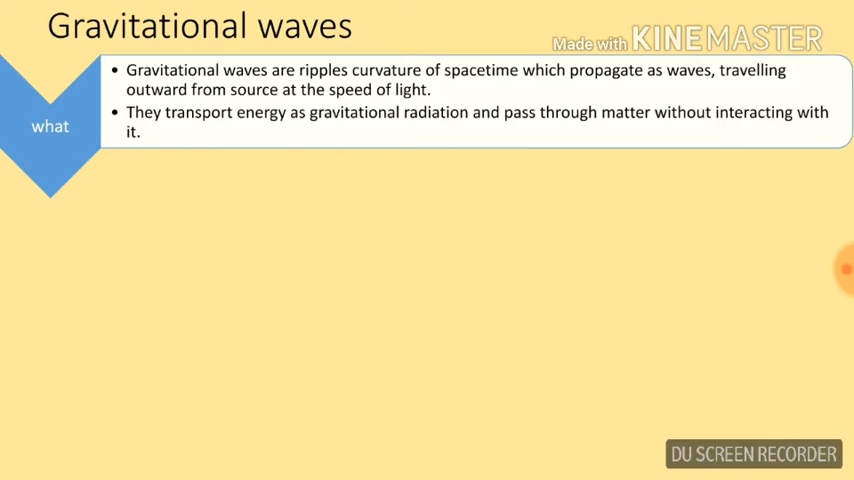 Gravitational waves
Made with KINEMASTER
what
• Gravitational waves are ripples curvature of spacetime which propagate as waves, travelling
outward from source at the speed of light.
• They transport energy as gravitational radiation and pass through matter without interacting with
it.
DU SCREEN RECORDER